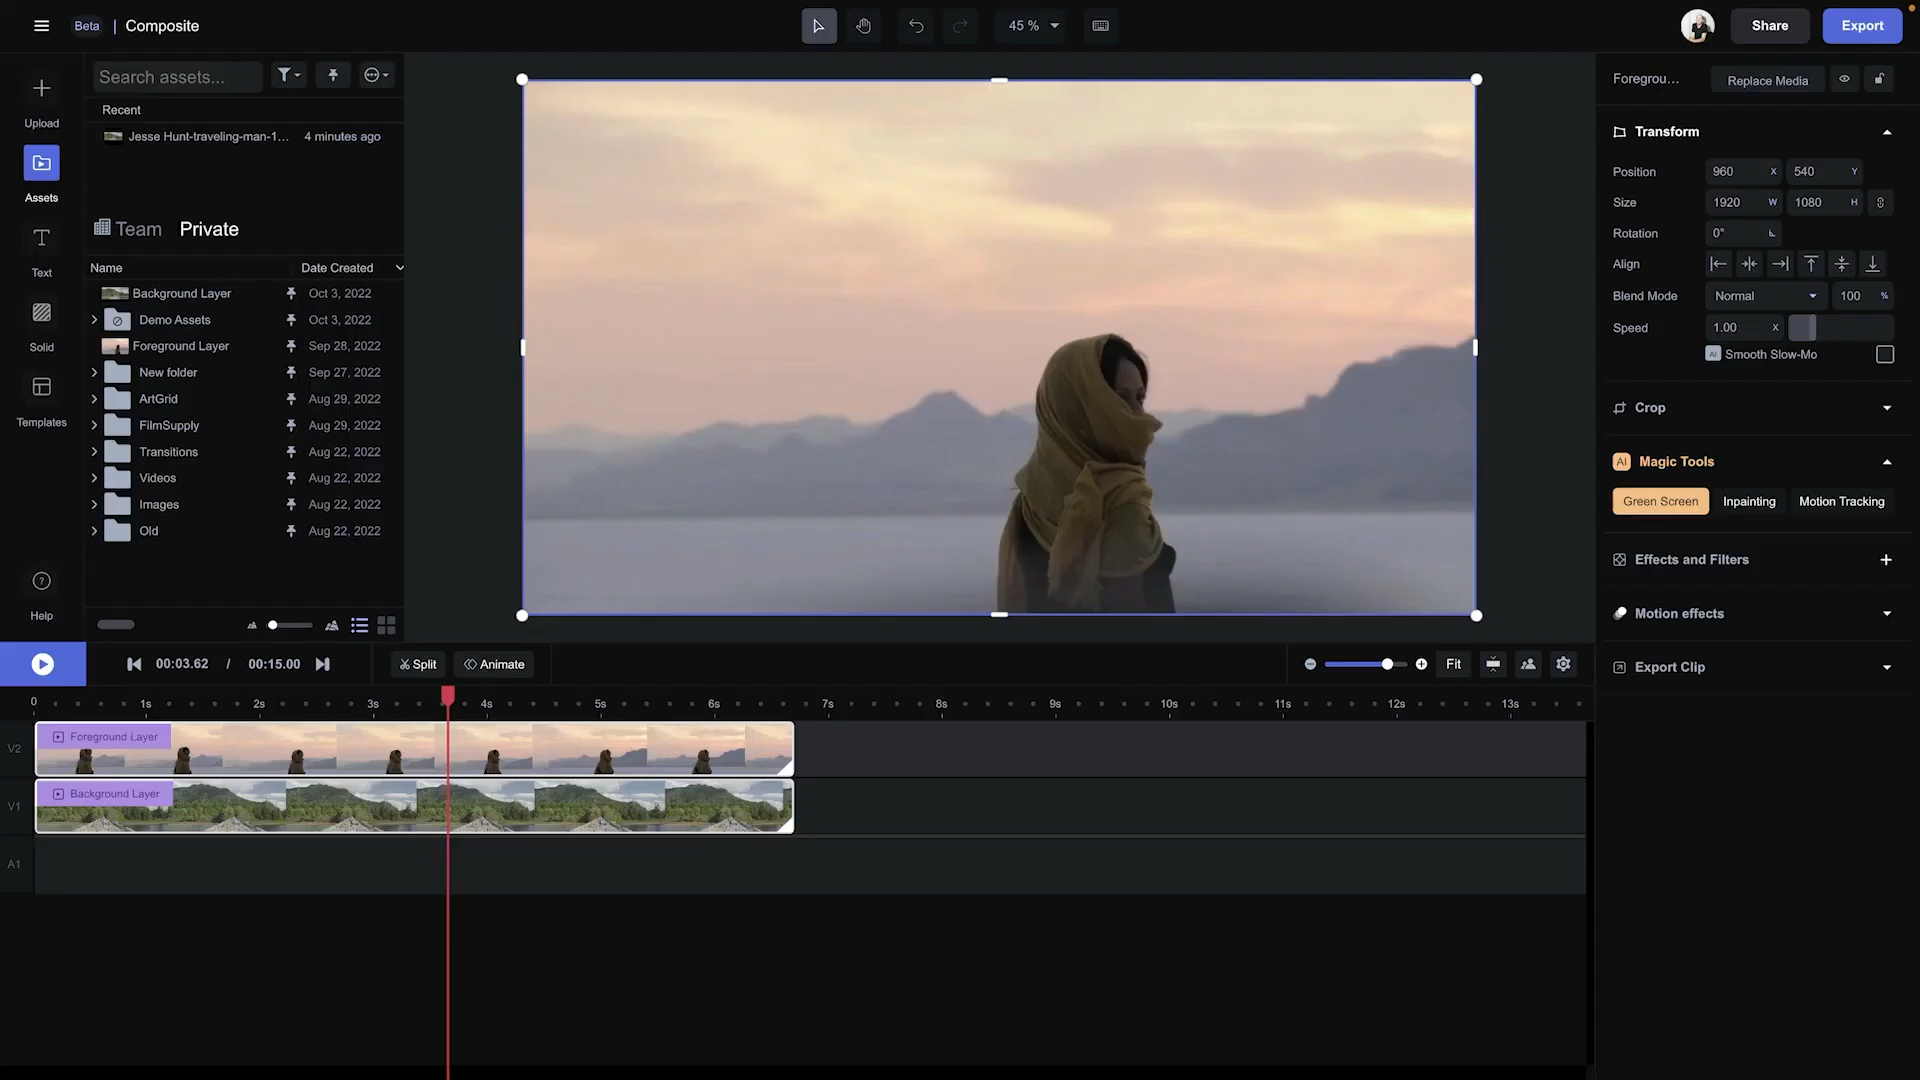 Beta | Composite
45 %
Share
Export
Upload
Assets
Text
Solid
Templates
Help
Search assets...
Recent
Jesse Hunt-traveling-man-1... 4 minutes ago
Team Private
Name Date Created
Background Layer Oct 3, 2022
Demo Assets Oct 3, 2022
Foreground Layer Sep 28, 2022
New folder Sep 27, 2022
ArtGrid Aug 29, 2022
FilmSupply Aug 29, 2022
Transitions Aug 22, 2022
Videos Aug 22, 2022
Images Aug 22, 2022
Old Aug 22, 2022
Foregrou... Replace Media
Transform
Position 960 X 540 Y
Size 1920 W 1080 H
Rotation 0°
Align
Blend Mode Normal 100 %
Speed 1.00 X
AI Smooth Slow-Mo
Crop
AI Magic Tools
Green Screen Inpainting Motion Tracking
Effects and Filters
Motion effects
Export Clip
00:03.62 / 00:15.00
Split Animate
Fit
0 1s 2s 3s 4s 5s 6s 7s 8s 9s 10s 11s 12s 13s
V2 Foreground Layer
V1 Background Layer
A1